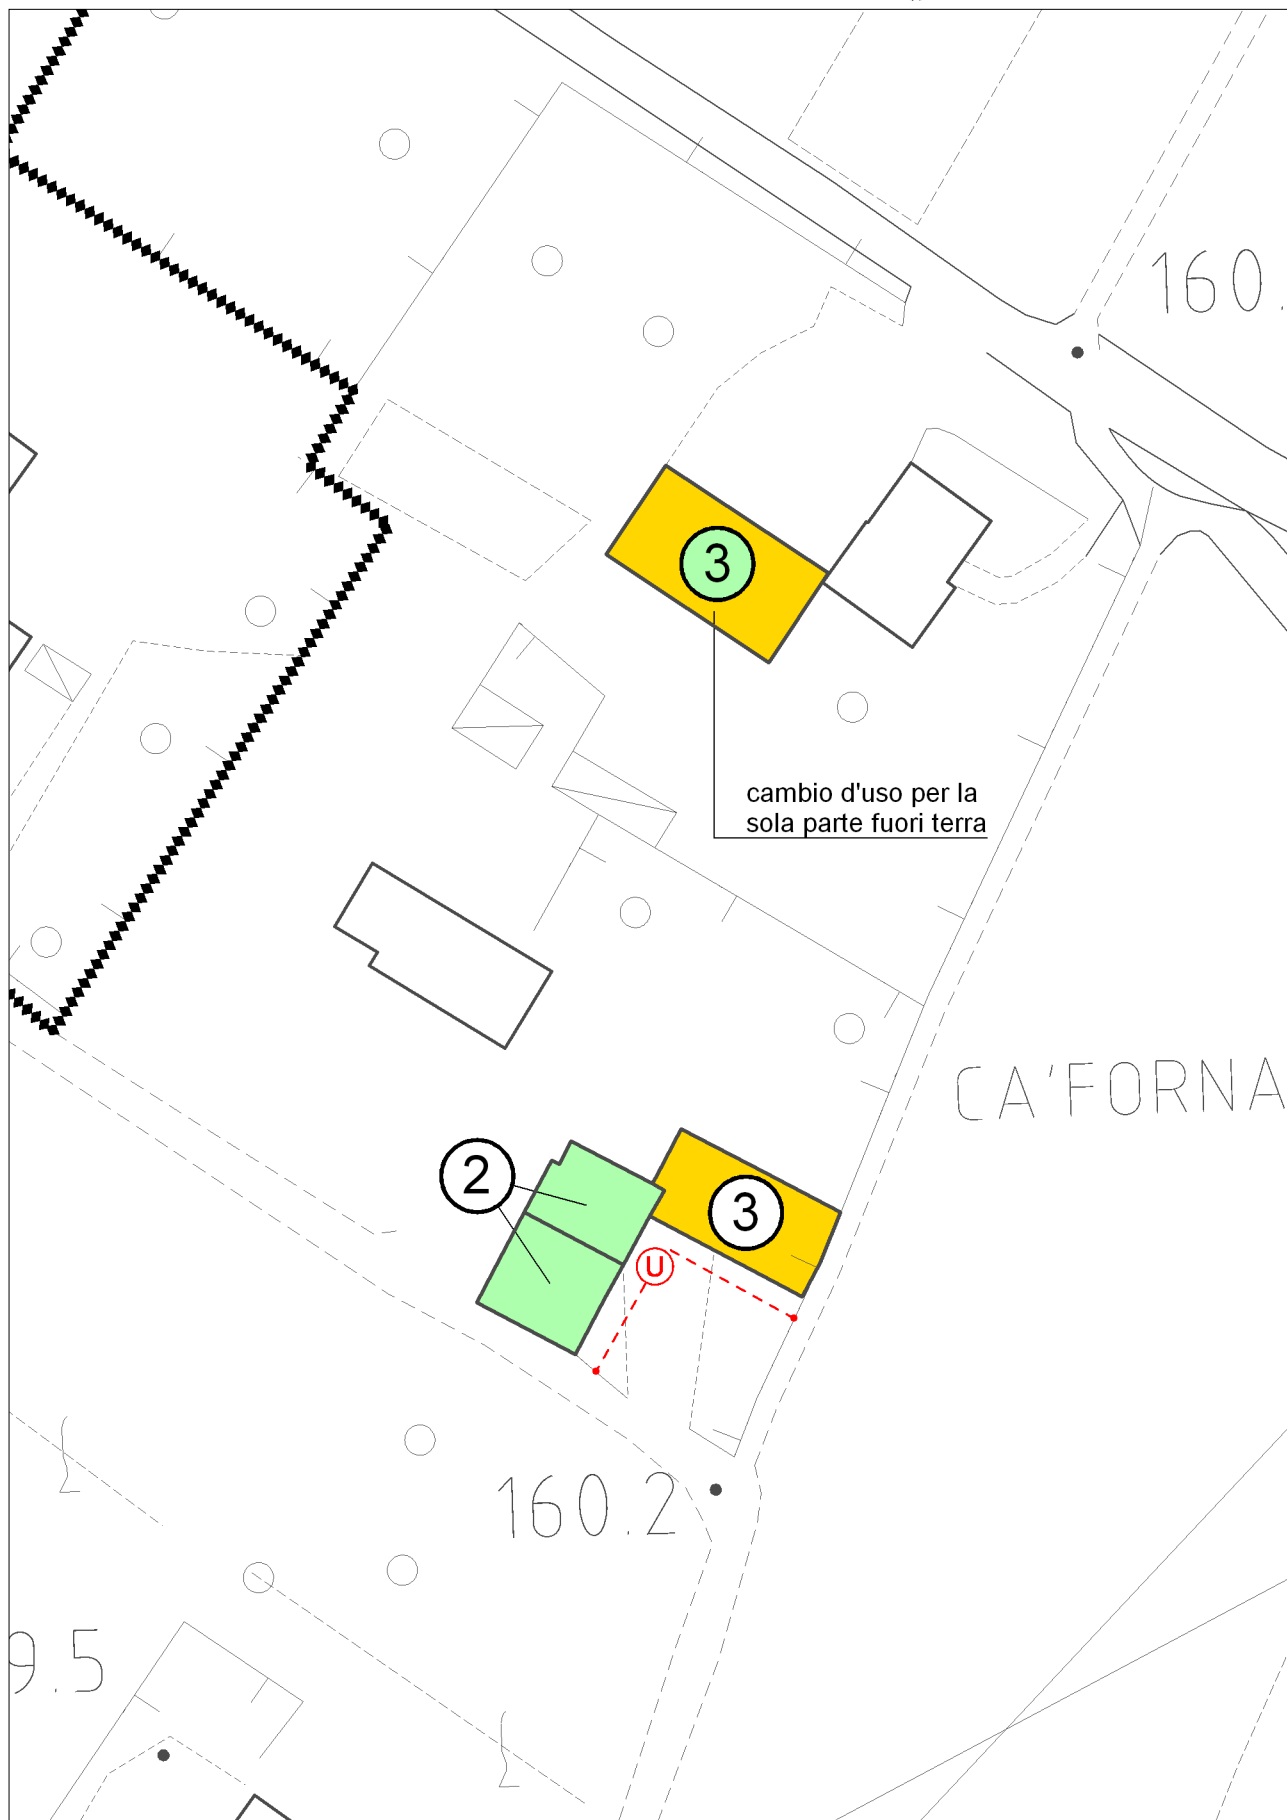 160.
3
cambio d'uso per la
sola parte fuori terra
CA'FORNA
2
3
U
160.2
9.5